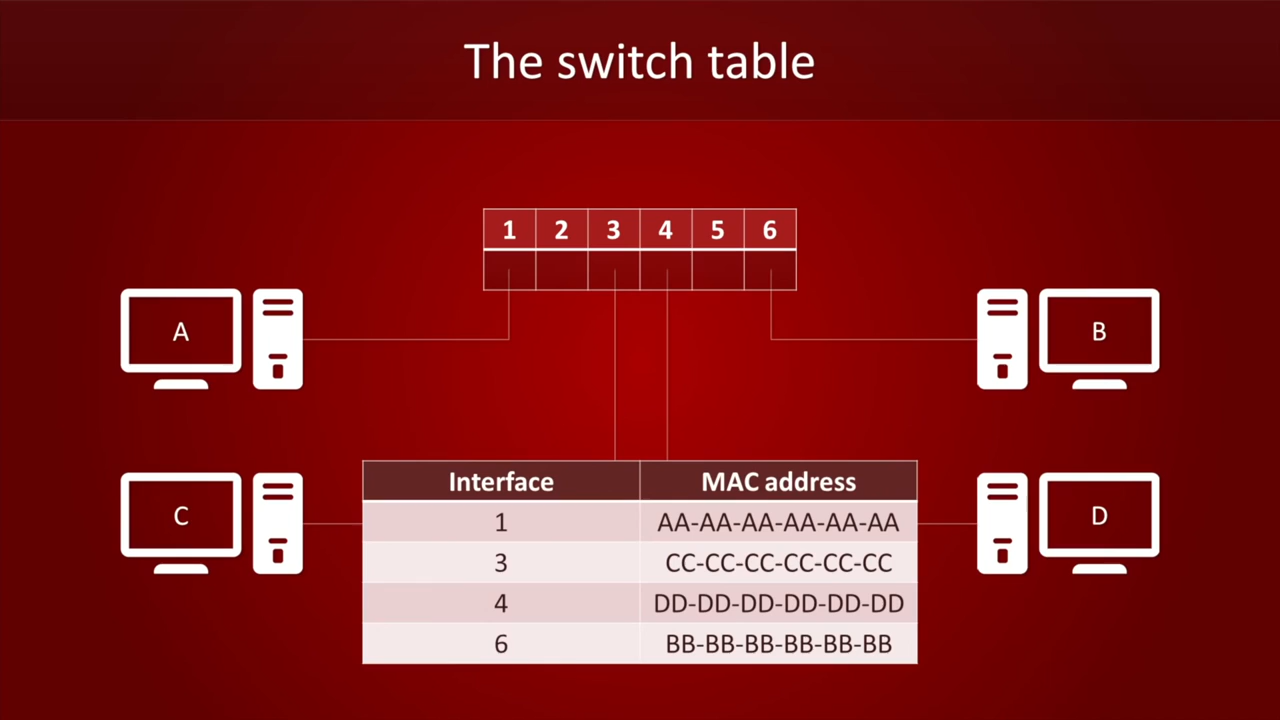 The switch table
1 2 3 4 5 6
A
B
C
D
Interface MAC address
1 AA-AA-AA-AA-AA-AA
3 CC-CC-CC-CC-CC-CC
4 DD-DD-DD-DD-DD-DD
6 BB-BB-BB-BB-BB-BB